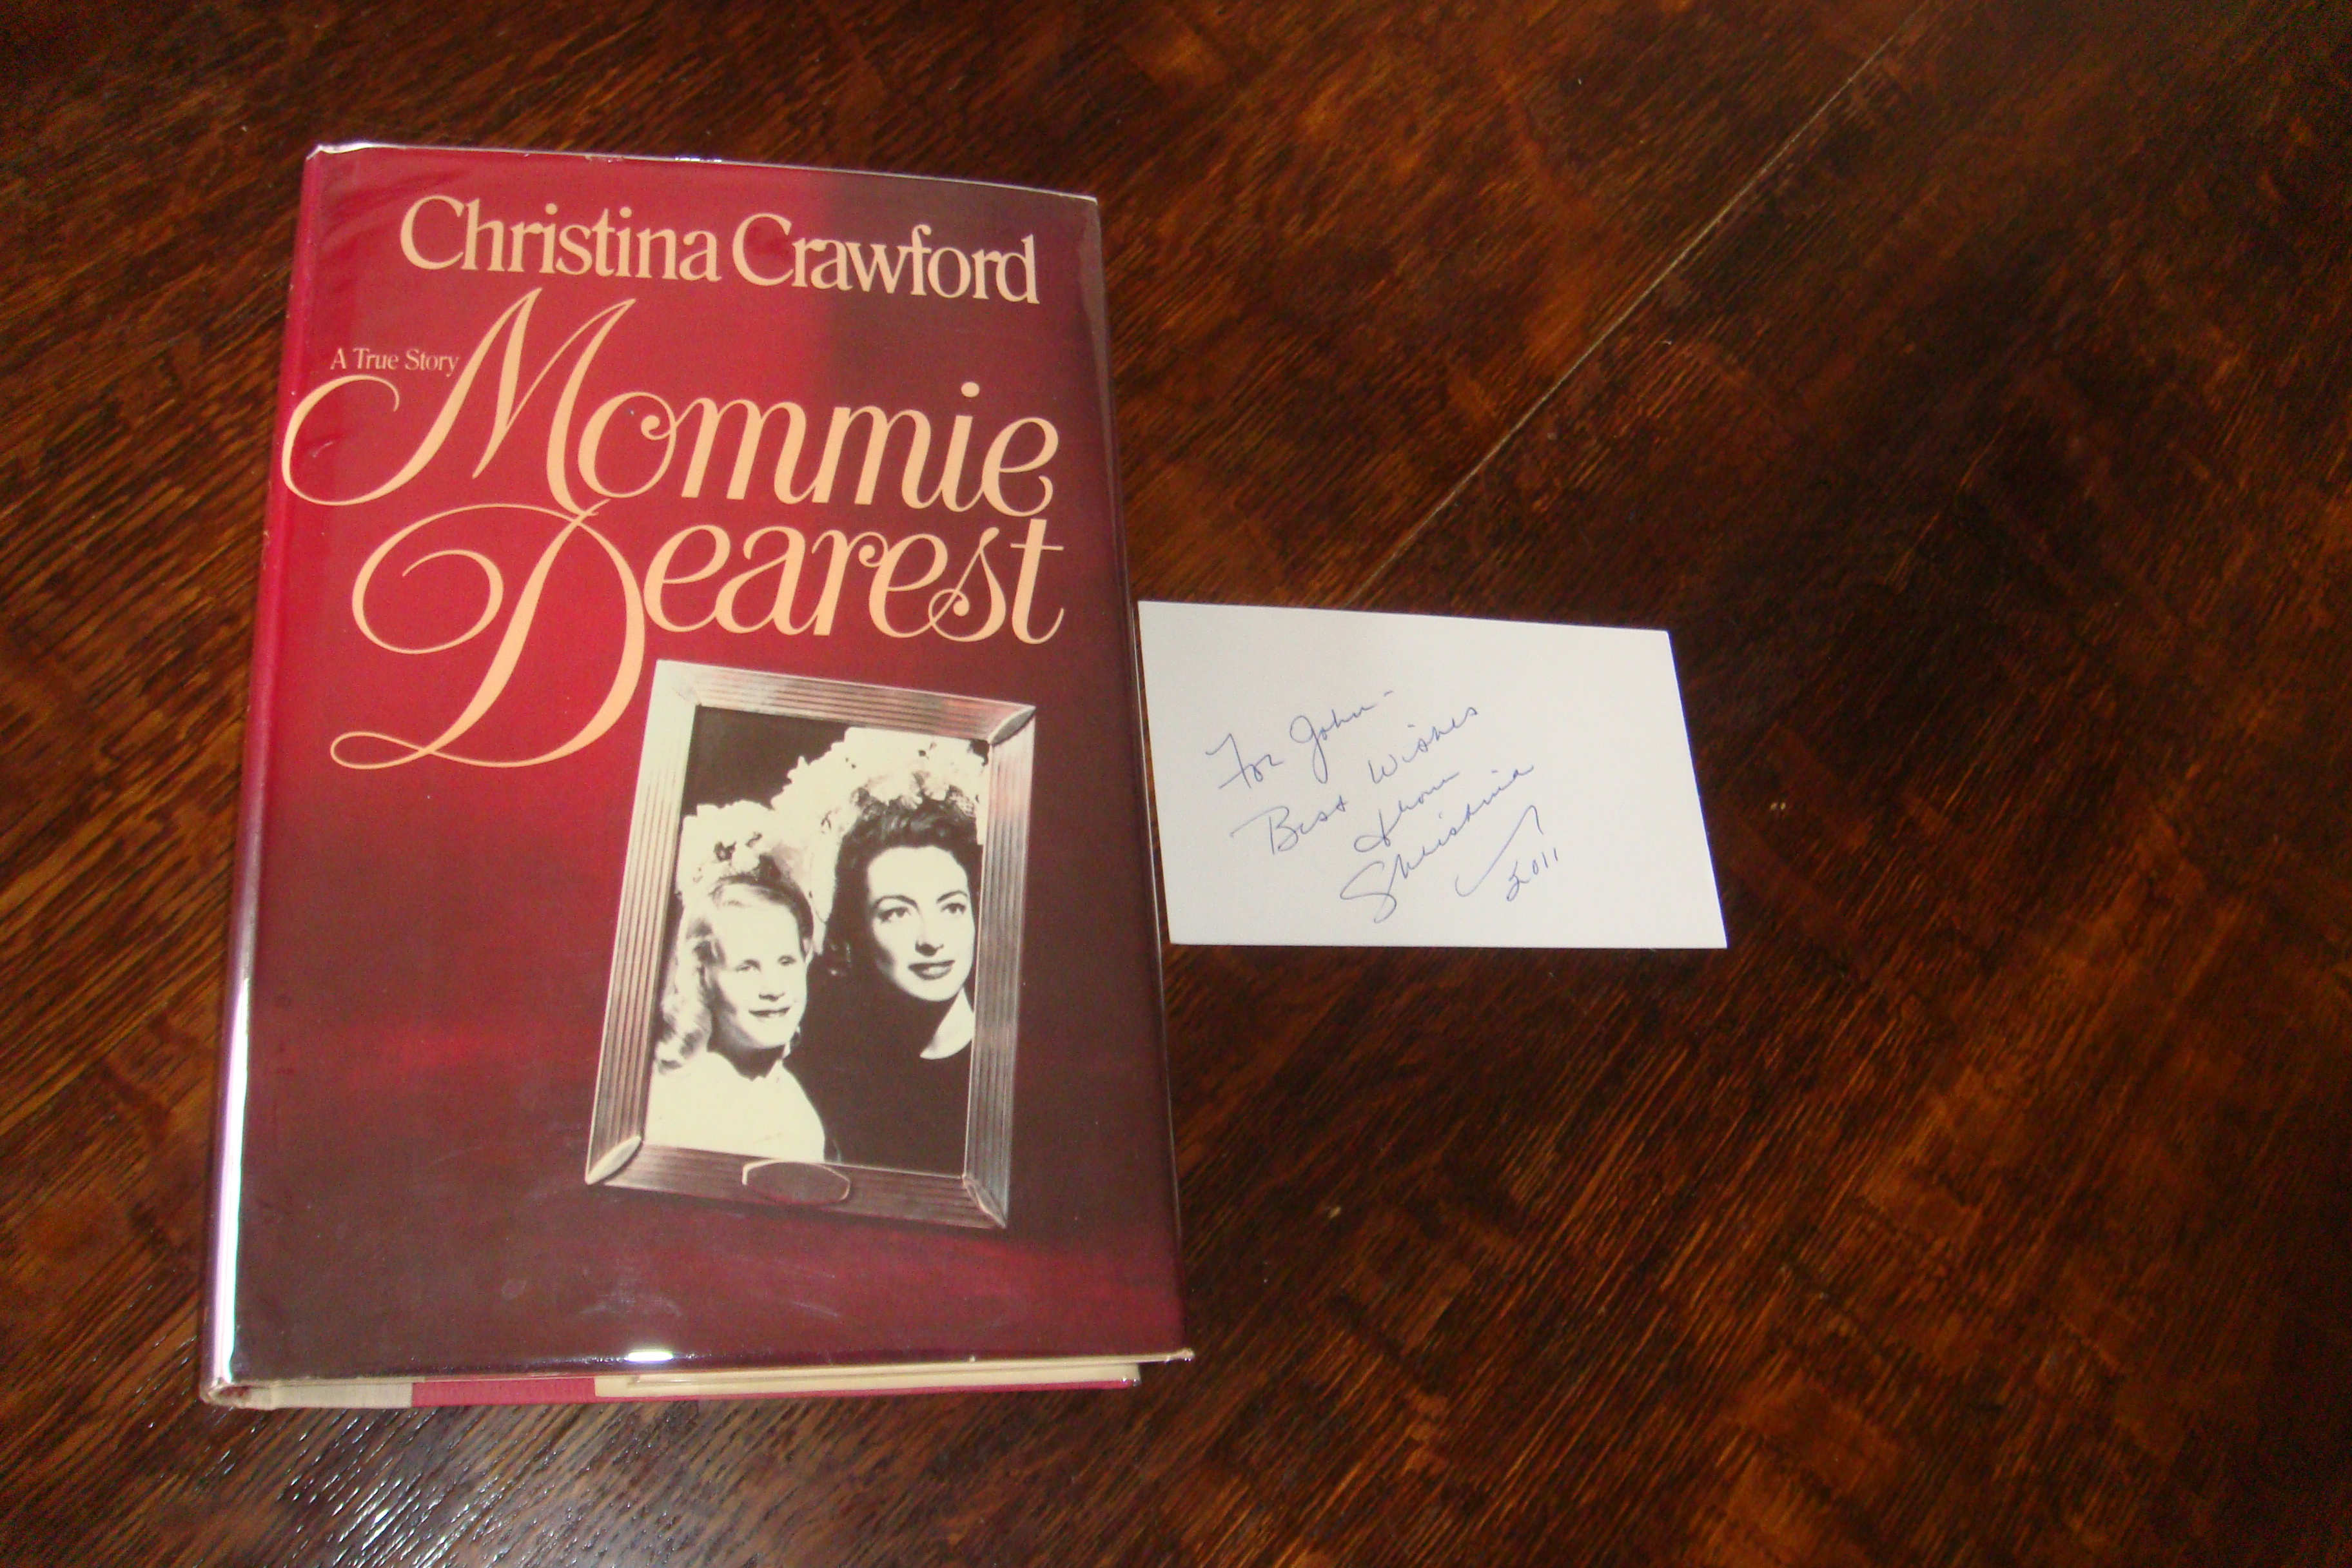 Christina Crawford
A True Story
Mommie
Dearest
For John -
Best Wishes
from
Christina
2011